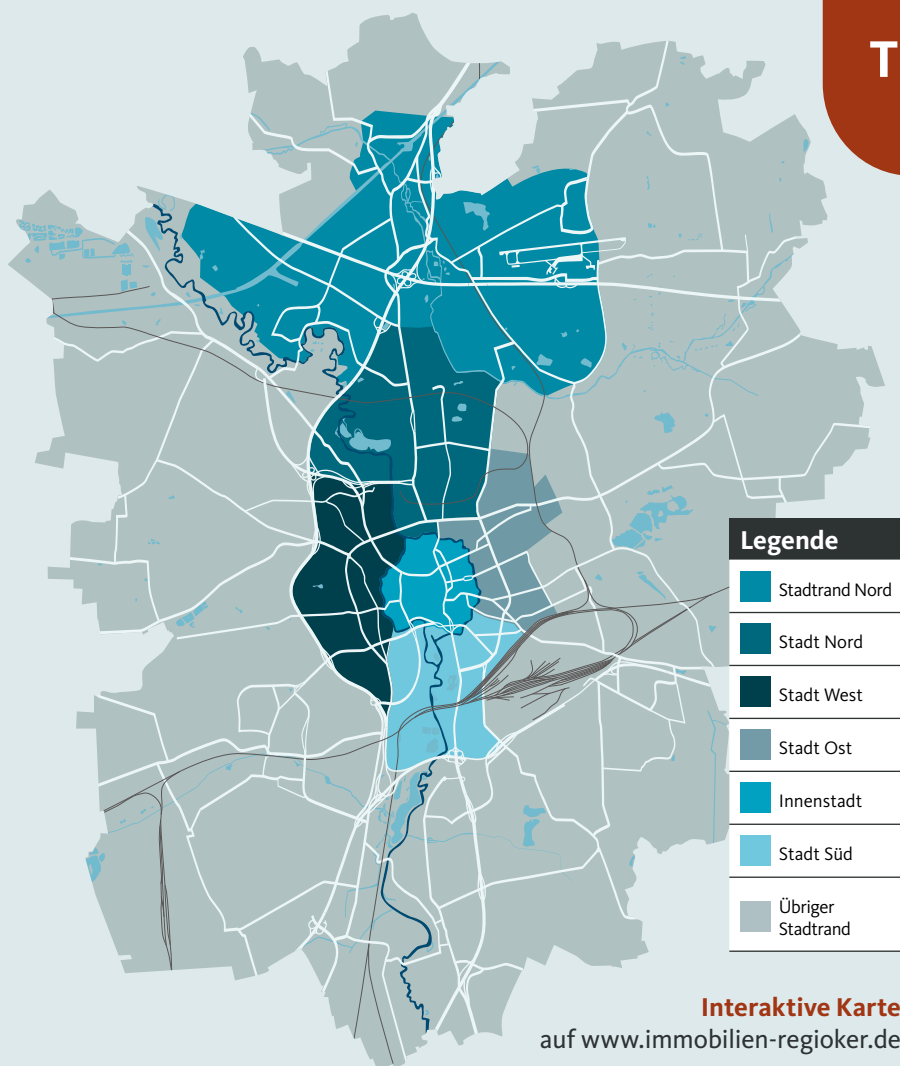 T
Legende
Stadtrand Nord
Stadt Nord
Stadt West
Stadt Ost
Innenstadt
Stadt Süd
Übriger
Stadtrand
Interaktive Karte
auf www.immobilien-regioker.de